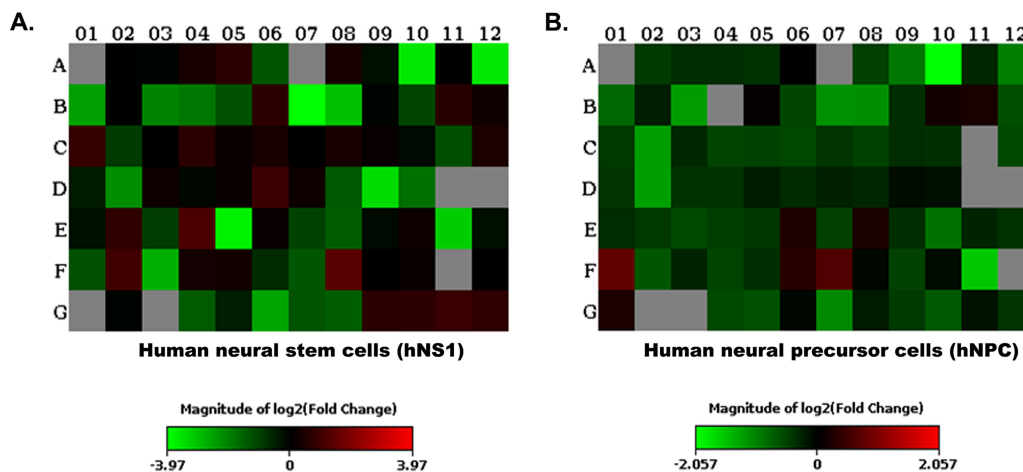 A.
01 02 03 04 05 06 07 08 09 10 11 12
A
B
C
D
E
F
G
Human neural stem cells (hNS1)
Magnitude of log2(Fold Change)
-3.97 0 3.97
B.
01 02 03 04 05 06 07 08 09 10 11 12
A
B
C
D
E
F
G
Human neural precursor cells (hNPC)
Magnitude of log2(Fold Change)
-2.057 0 2.057